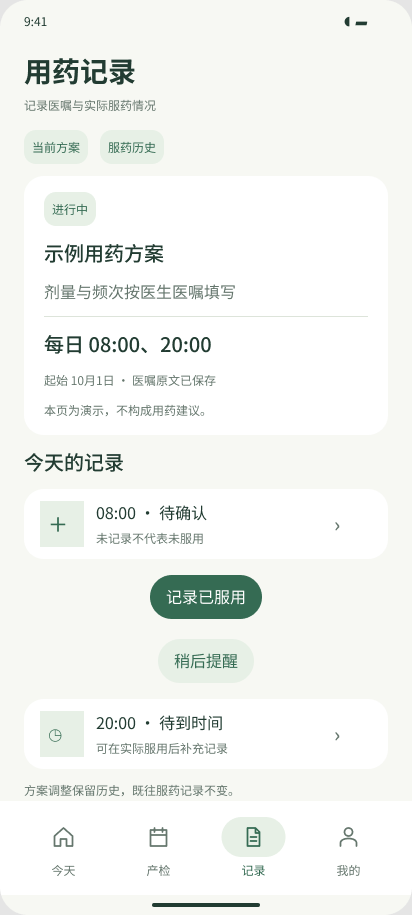 9:41
用药记录
记录医嘱与实际服药情况
当前方案 服药历史
进行中
示例用药方案
剂量与频次按医生医嘱填写
每日 08:00、20:00
起始 10月1日 · 医嘱原文已保存
本页为演示，不构成用药建议。
今天的记录
08:00 · 待确认
未记录不代表未服用
记录已服用
稍后提醒
20:00 · 待到时间
可在实际服用后补充记录
方案调整保留历史，既往服药记录不变。
今天 产检 记录 我的